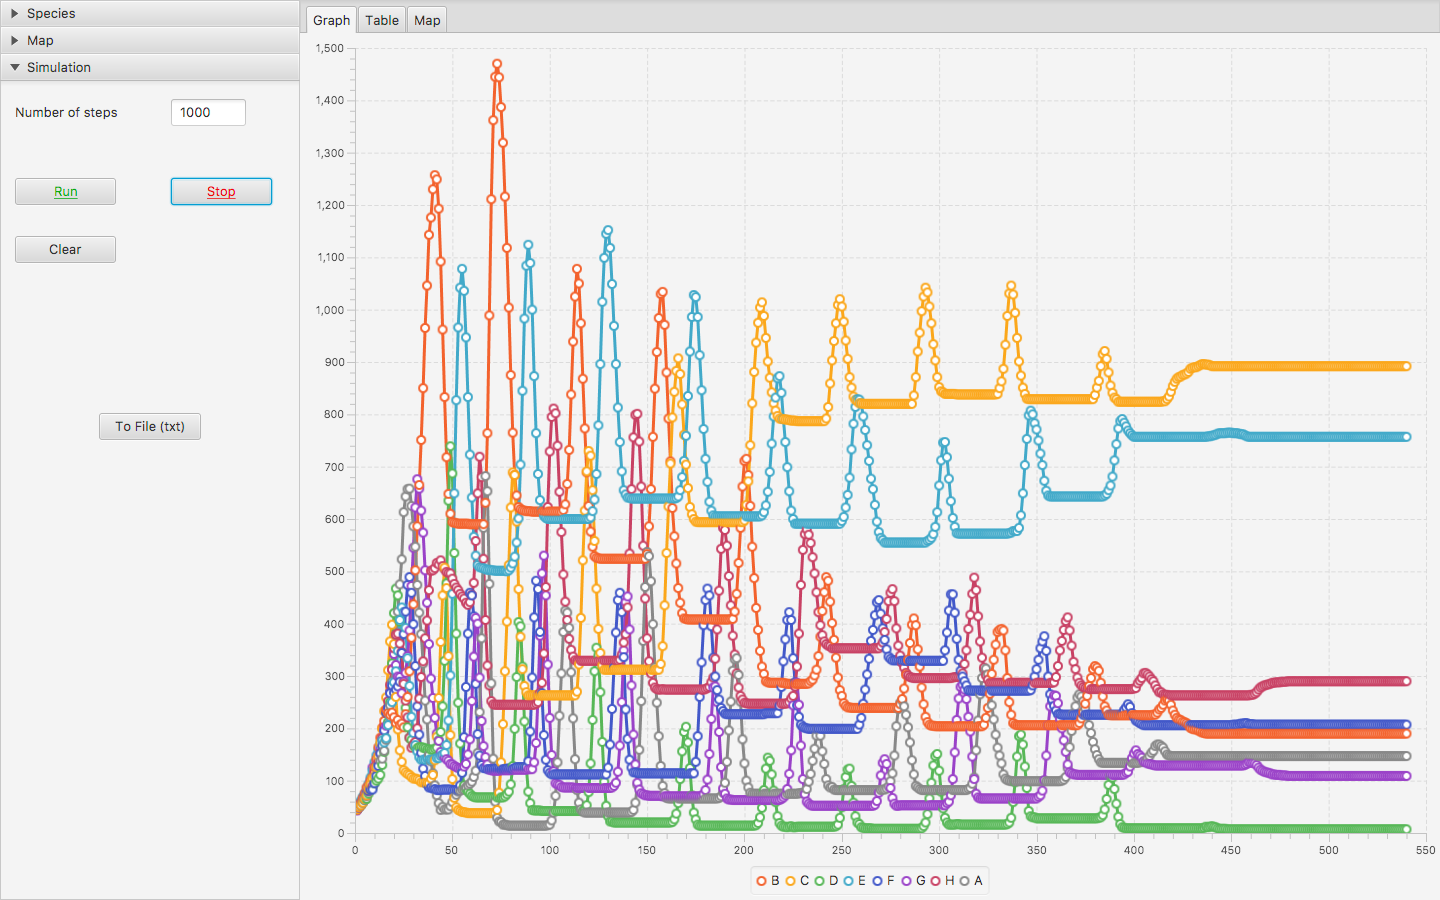 Species
Map
Simulation
Number of steps
1000
Run
Stop
Clear
To File (txt)
Graph
Table
Map
1,500
1,400
1,300
1,200
1,100
1,000
900
800
700
600
500
400
300
200
100
0
0
50
100
150
200
250
300
350
400
450
500
550
B C D E F G H A